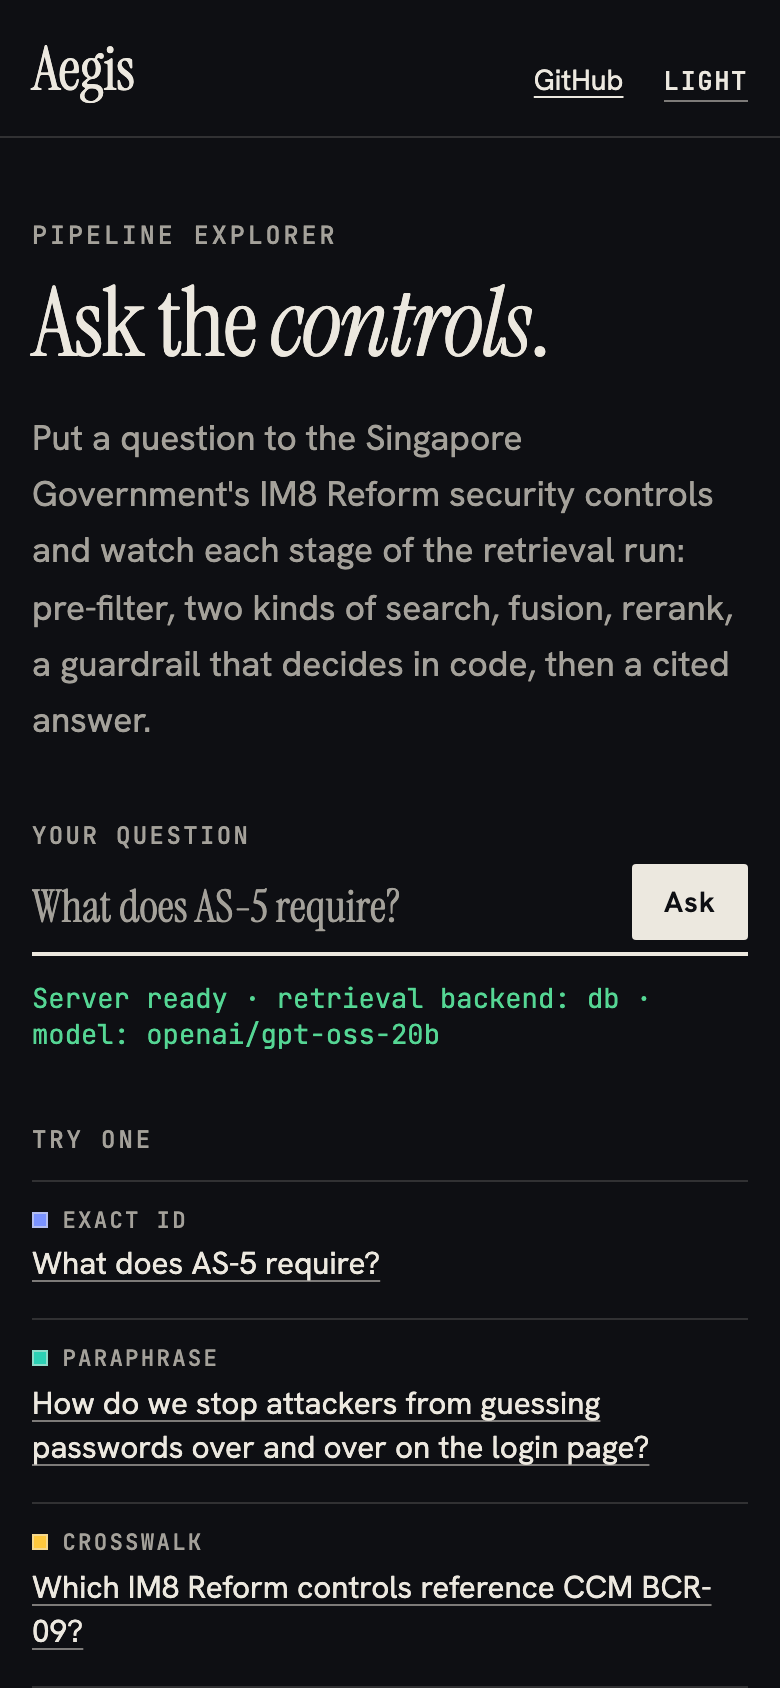 Aegis
GitHub LIGHT
PIPELINE EXPLORER
Ask the controls.
Put a question to the Singapore
Government's IM8 Reform security controls
and watch each stage of the retrieval run:
pre-filter, two kinds of search, fusion, rerank,
a guardrail that decides in code, then a cited
answer.
YOUR QUESTION
What does AS-5 require? Ask
Server ready · retrieval backend: db ·
model: openai/gpt-oss-20b
TRY ONE
EXACT ID
What does AS-5 require?
PARAPHRASE
How do we stop attackers from guessing
passwords over and over on the login page?
CROSSWALK
Which IM8 Reform controls reference CCM BCR-
09?